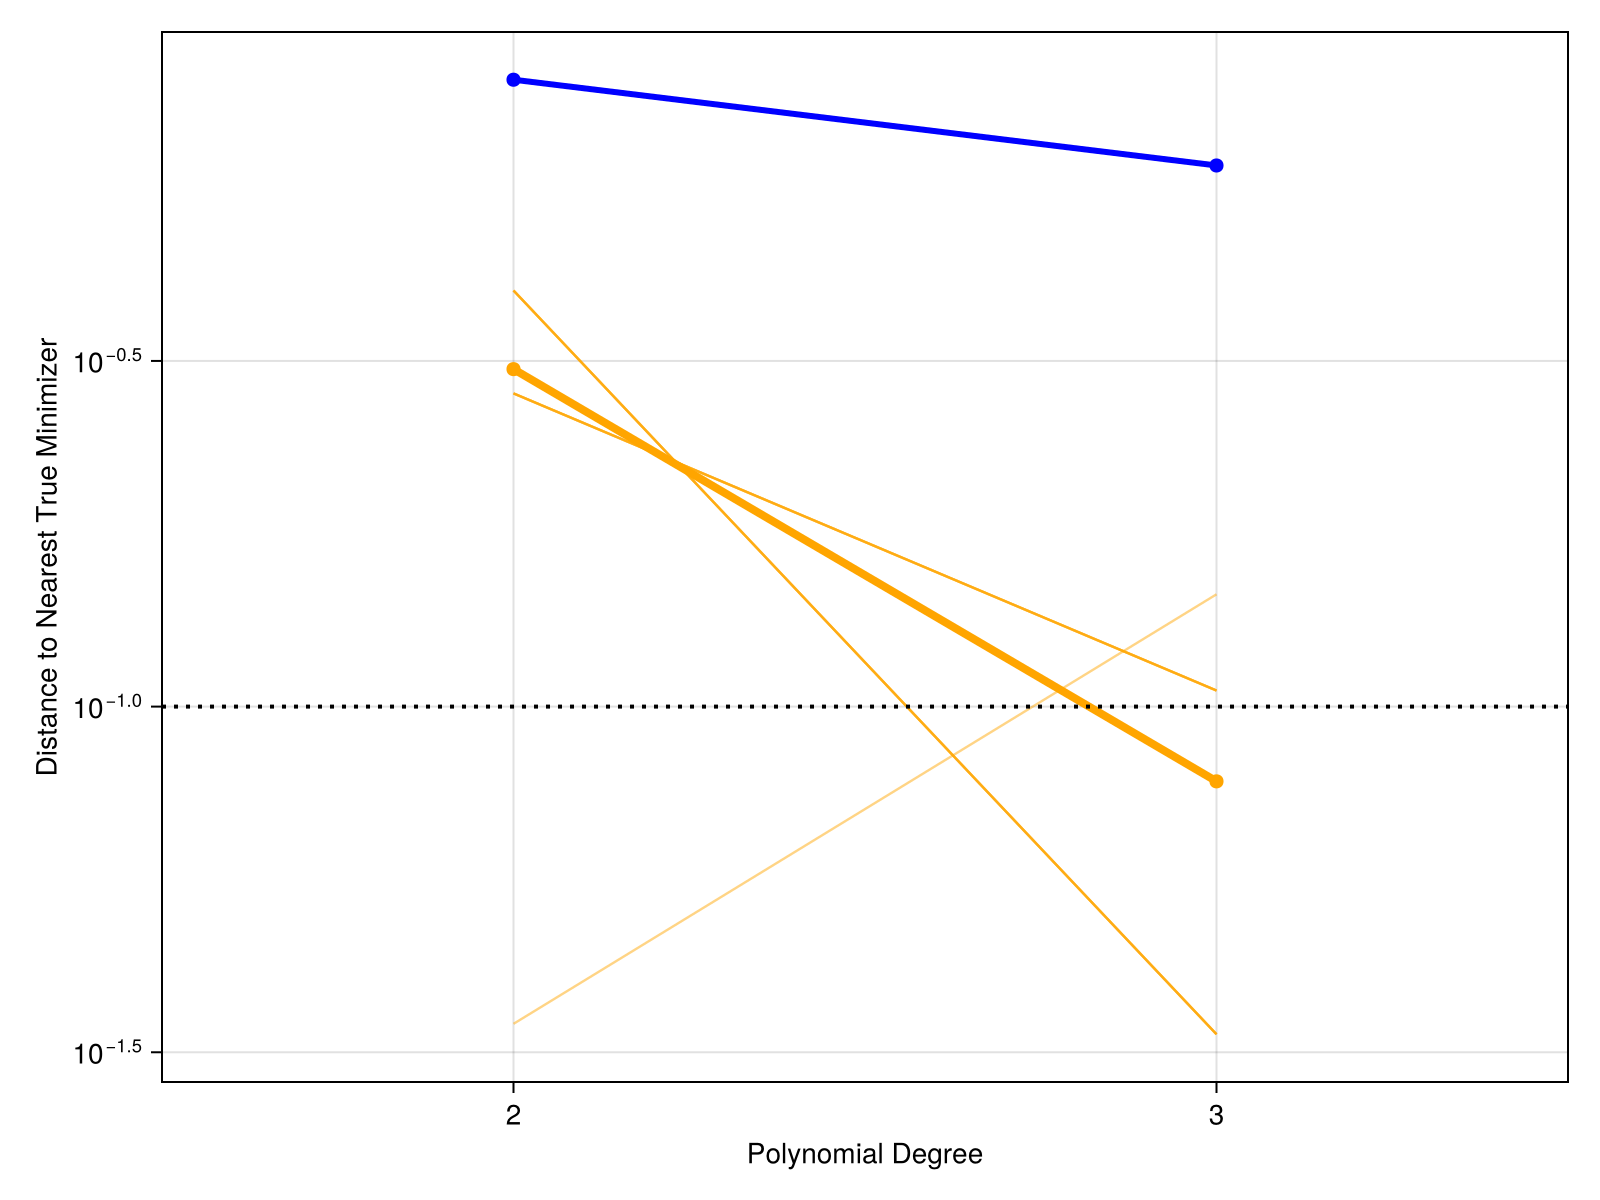 Distance to Nearest True Minimizer
10⁻⁰·⁵
10⁻¹·⁰
10⁻¹·⁵
2 3
Polynomial Degree